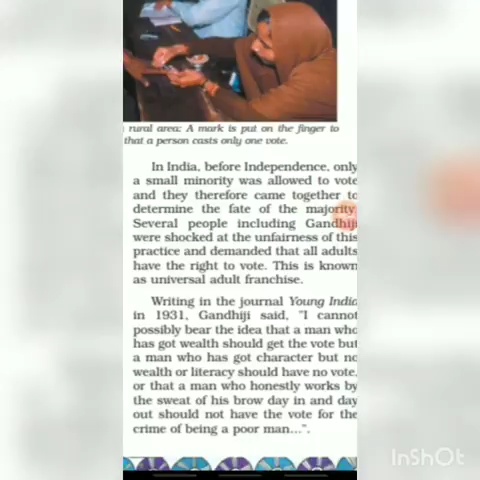 rural area: A mark is put on the finger to
that a person casts only one vote.
In India, before Independence, only
a small minority was allowed to vote
and they therefore came together to
determine the fate of the majority.
Several people including Gandhiji
were shocked at the unfairness of this
practice and demanded that all adults
have the right to vote. This is known
as universal adult franchise.
Writing in the journal Young India
in 1931, Gandhiji said, "I cannot
possibly bear the idea that a man who
has got wealth should get the vote but
a man who has got character but no
wealth or literacy should have no vote,
or that a man who honestly works by
the sweat of his brow day in and day
out should not have the vote for the
crime of being a poor man...".
InShOt